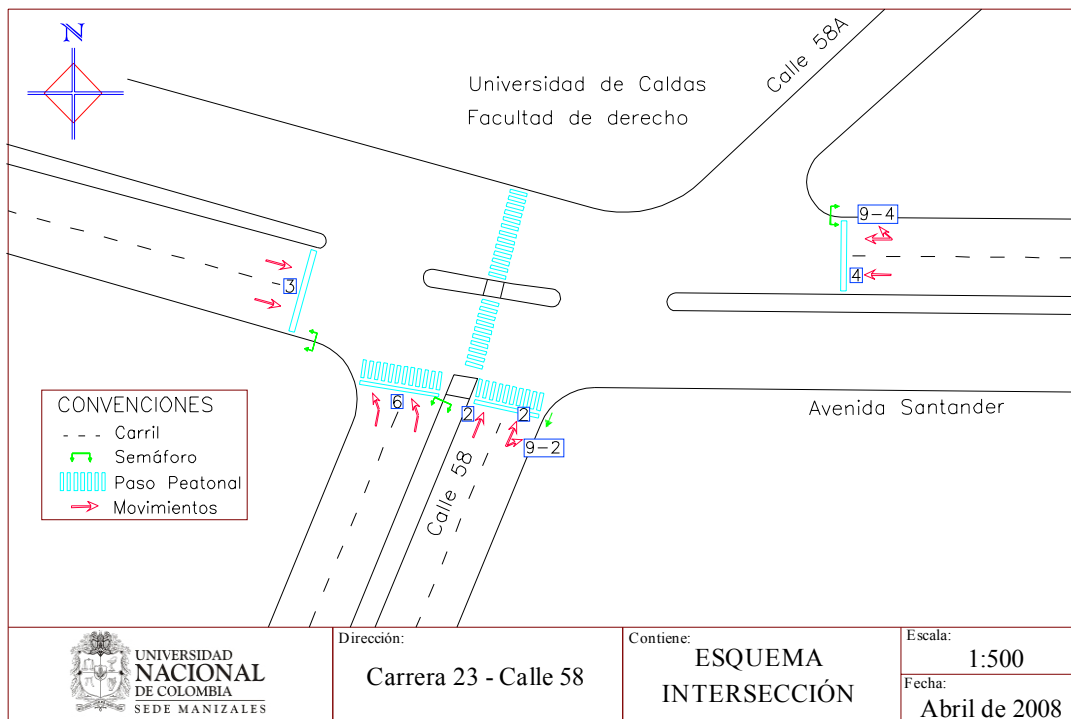 N
Universidad de Caldas
Facultad de derecho
Calle 58A
9-4
4
3
6
2
2
9-2
Calle 58
Avenida Santander
CONVENCIONES
Carril
Semáforo
Paso Peatonal
Movimientos
UNIVERSIDAD
NACIONAL
DE COLOMBIA
SEDE MANIZALES
Dirección:
Carrera 23 - Calle 58
Contiene:
ESQUEMA
INTERSECCIÓN
Escala:
1:500
Fecha:
Abril de 2008